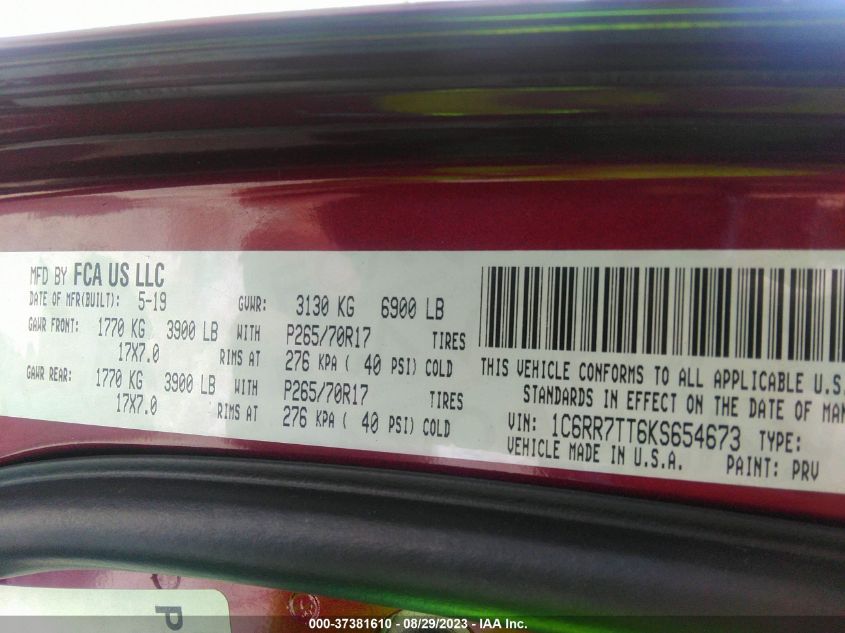 MFD BY FCA US LLC
DATE OF MFR(BUILT): 5-19 GVWR: 3130 KG 6900 LB
GAWR FRONT: 1770 KG 3900 LB WITH P265/70R17 TIRES
17X7.0 RIMS AT 276 KPA ( 40 PSI) COLD
GAWR REAR: 1770 KG 3900 LB WITH P265/70R17 TIRES
17X7.0 RIMS AT 276 KPA ( 40 PSI) COLD
THIS VEHICLE CONFORMS TO ALL APPLICABLE U.S.
STANDARDS IN EFFECT ON THE DATE OF MAN
VIN: 1C6RR7TT6KS654673 TYPE:
VEHICLE MADE IN U.S.A. PAINT: PRV
P
000-37381610 - 08/29/2023 - IAA Inc.